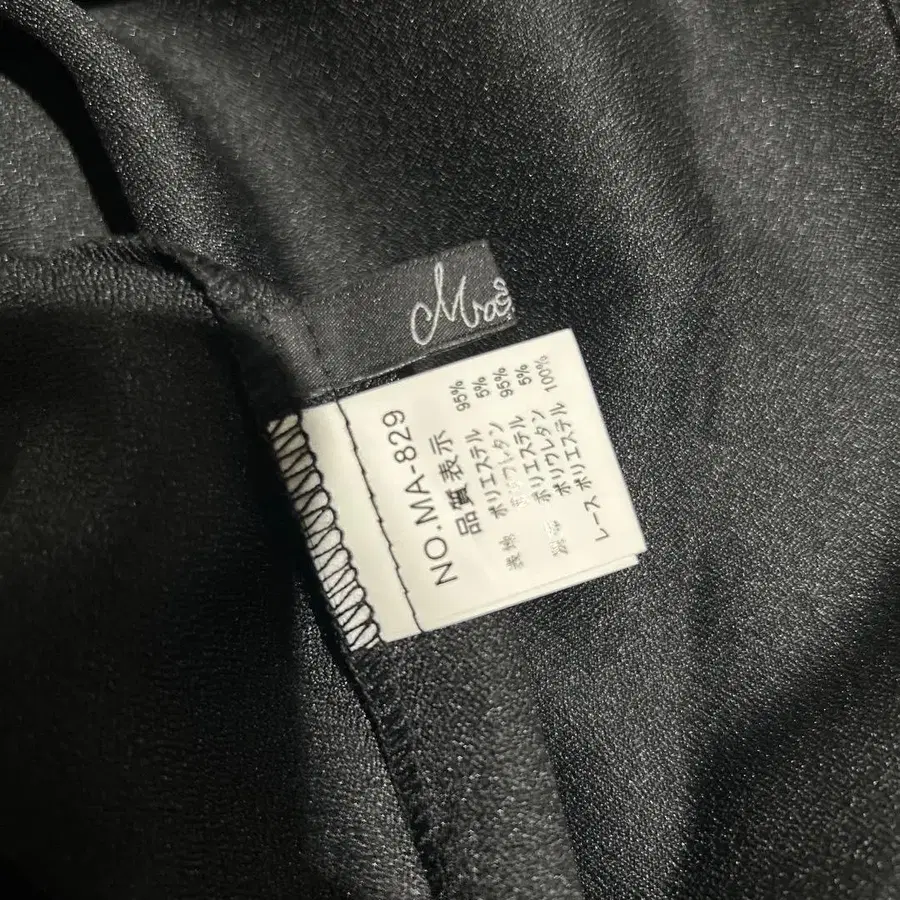 NO.MA-829
品質表示
表地 ポリエステル 95%
ポリウレタン 5%
ポリエステル 95%
ポリウレタン 5%
レース ポリエステル 100%